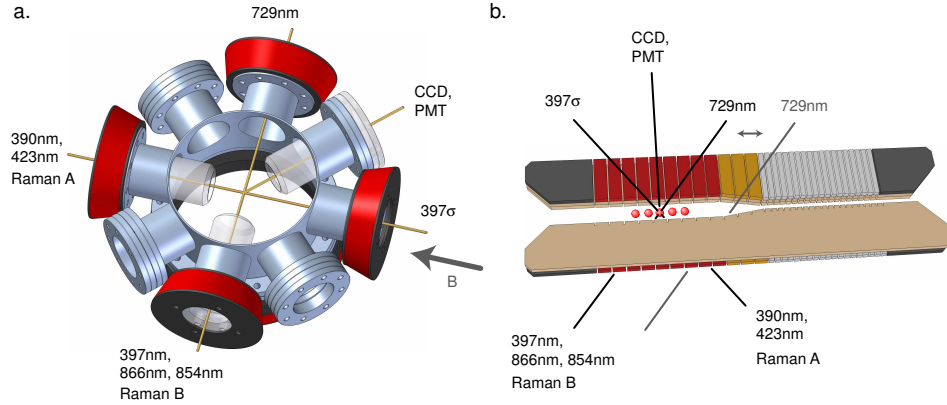 a.
729nm
CCD,
PMT
390nm,
423nm
Raman A
397σ
B
397nm,
866nm, 854nm
Raman B
b.
CCD,
PMT
397σ
729nm
729nm
397nm,
866nm, 854nm
Raman B
390nm,
423nm
Raman A